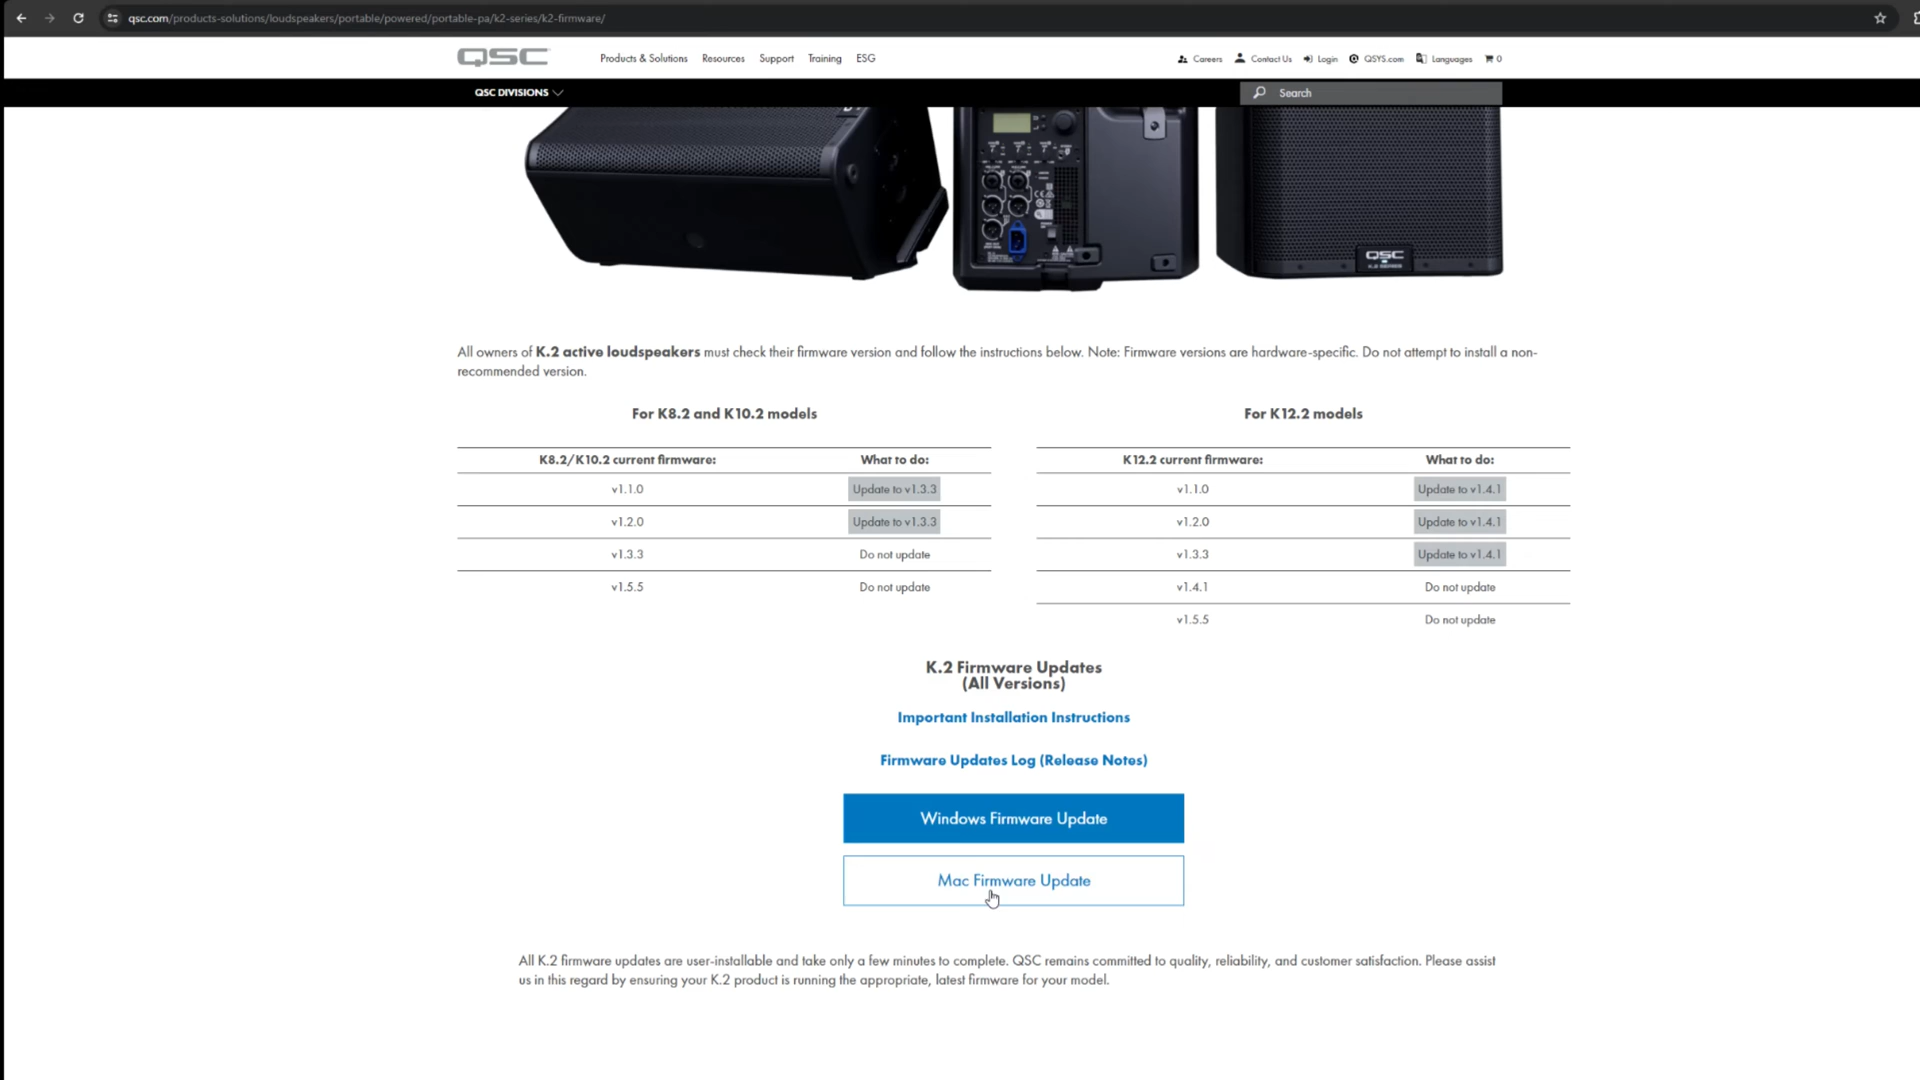 qsc.com/products-solutions/loudspeakers/portable/powered/portable-pa/k2-series/k2-firmware/
QSC Products & Solutions Resources Support Training ESG Careers Contact Us Login QSYS.com Languages 0
QSC DIVISIONS Search
QSC
K.2 SERIES
All owners of K.2 active loudspeakers must check their firmware version and follow the instructions below. Note: Firmware versions are hardware-specific. Do not attempt to install a non-
recommended version.
For K8.2 and K10.2 models
K8.2/K10.2 current firmware: What to do:
v1.1.0 Update to v1.3.3
v1.2.0 Update to v1.3.3
v1.3.3 Do not update
v1.5.5 Do not update
For K12.2 models
K12.2 current firmware: What to do:
v1.1.0 Update to v1.4.1
v1.2.0 Update to v1.4.1
v1.3.3 Update to v1.4.1
v1.4.1 Do not update
v1.5.5 Do not update
K.2 Firmware Updates
(All Versions)
Important Installation Instructions
Firmware Updates Log (Release Notes)
Windows Firmware Update
Mac Firmware Update
All K.2 firmware updates are user-installable and take only a few minutes to complete. QSC remains committed to quality, reliability, and customer satisfaction. Please assist
us in this regard by ensuring your K.2 product is running the appropriate, latest firmware for your model.